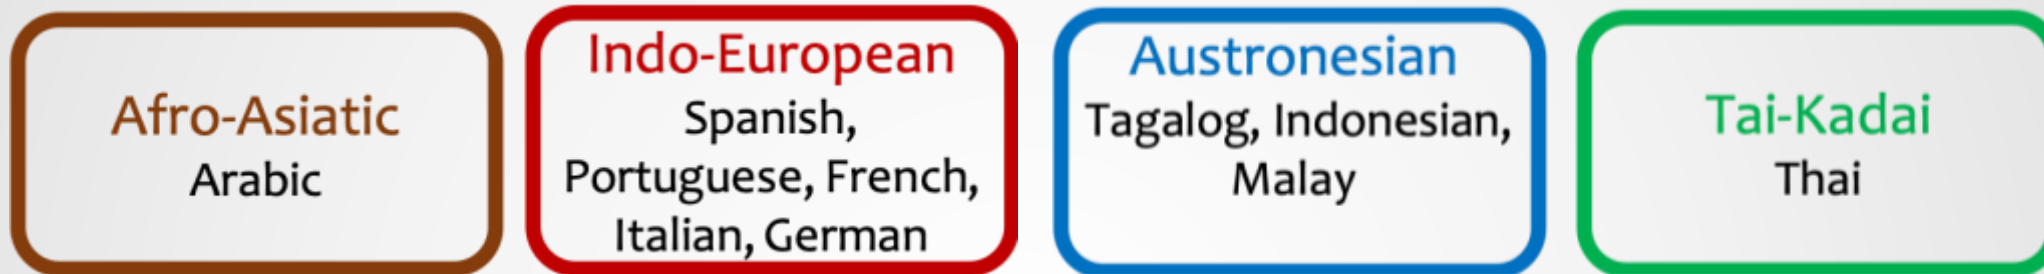 Afro-Asiatic
Arabic
Indo-European
Spanish,
Portuguese, French,
Italian, German
Austronesian
Tagalog, Indonesian,
Malay
Tai-Kadai
Thai